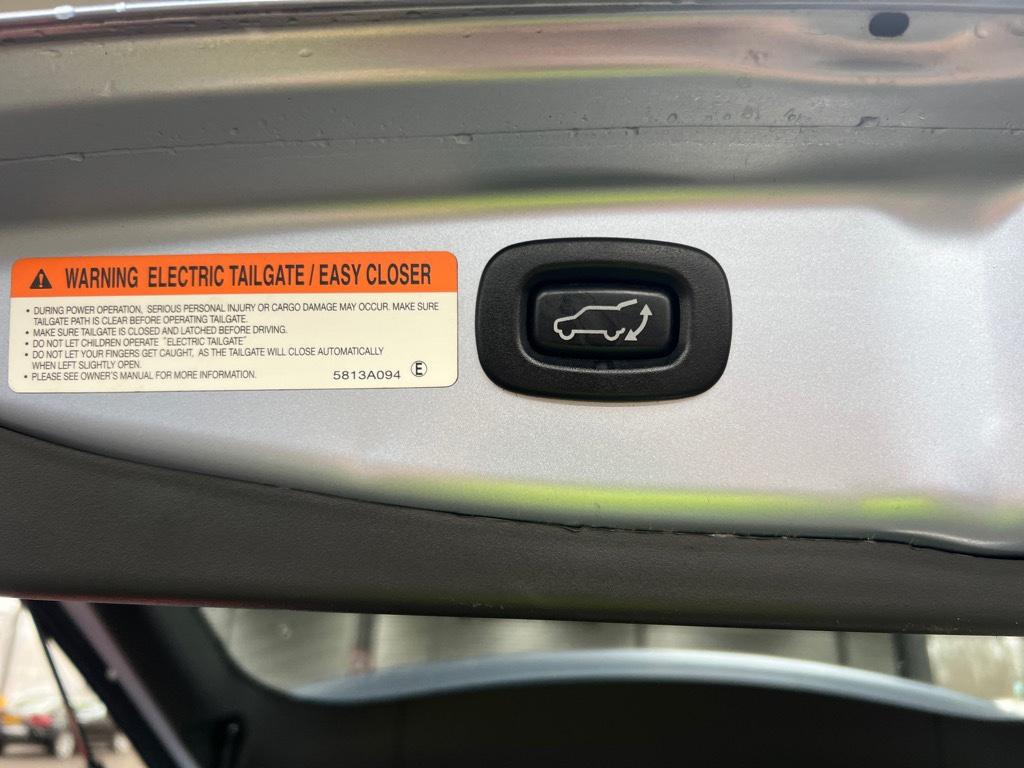 WARNING ELECTRIC TAILGATE / EASY CLOSER
• DURING POWER OPERATION, SERIOUS PERSONAL INJURY OR CARGO DAMAGE MAY OCCUR. MAKE SURE
TAILGATE PATH IS CLEAR BEFORE OPERATING TAILGATE.
• MAKE SURE TAILGATE IS CLOSED AND LATCHED BEFORE DRIVING.
• DO NOT LET CHILDREN OPERATE "ELECTRIC TAILGATE"
• DO NOT LET YOUR FINGERS GET CAUGHT, AS THE TAILGATE WILL CLOSE AUTOMATICALLY
WHEN LEFT SLIGHTLY OPEN.
• PLEASE SEE OWNER'S MANUAL FOR MORE INFORMATION.
5813A094 Ⓔ